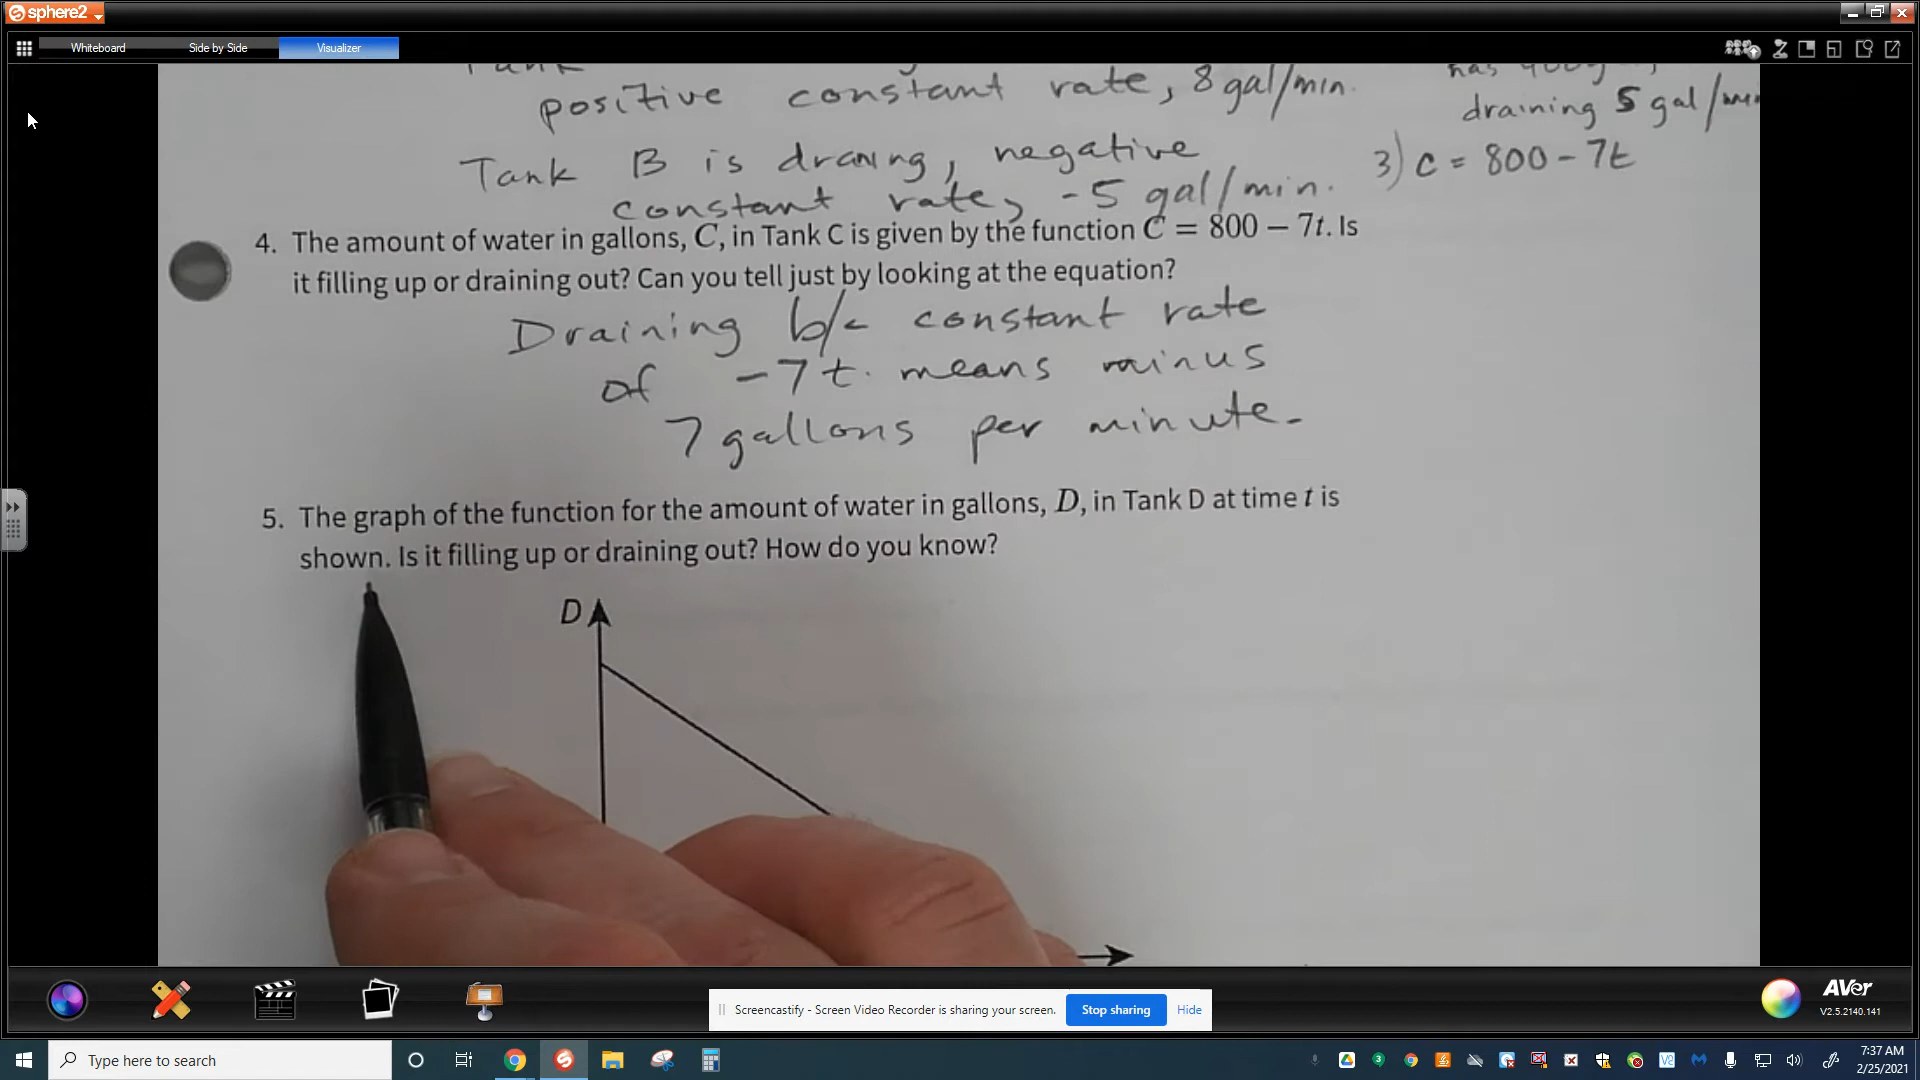 sphere2
Whiteboard
Side by Side
Visualizer
positive constant rate, 8 gal/min.
draining 5 gal/min
Tank B is draning, negative
constant rate, -5 gal/min.
3) C = 800 - 7t
4. The amount of water in gallons, C, in Tank C is given by the function C = 800 − 7t. Is
it filling up or draining out? Can you tell just by looking at the equation?
Draining b/c constant rate
of -7t. means minus
7 gallons per minute.
5. The graph of the function for the amount of water in gallons, D, in Tank D at time t is
shown. Is it filling up or draining out? How do you know?
D
Screencastify - Screen Video Recorder is sharing your screen.
Stop sharing
Hide
AVer
V2.5.2140.141
Type here to search
7:37 AM
2/25/2021